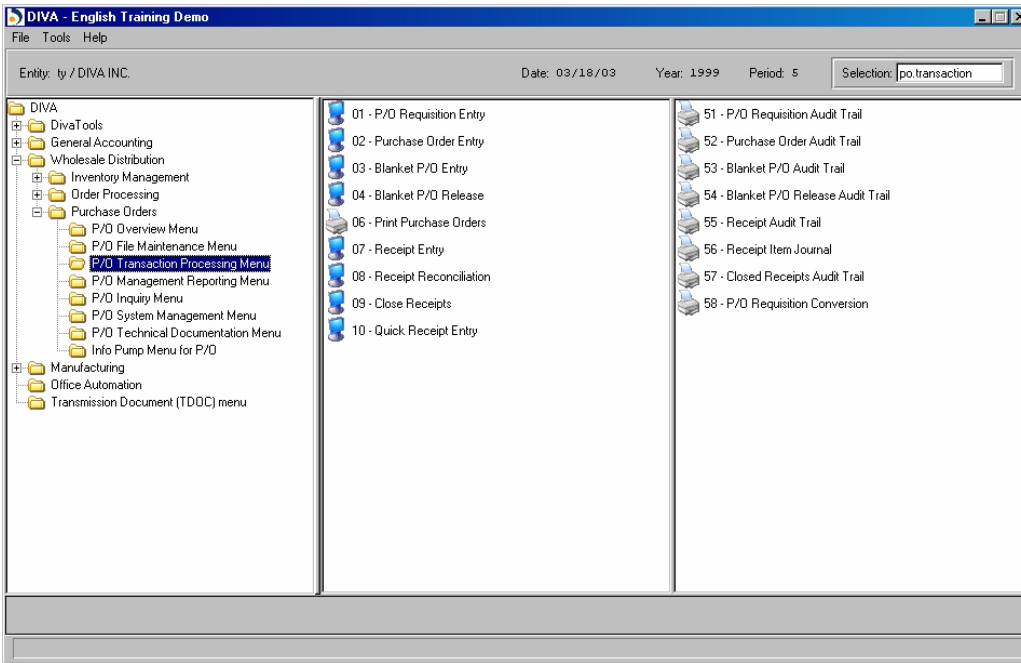 DIVA - English Training Demo
File Tools Help
Entity: ty / DIVA INC.
Date: 03/18/03
Year: 1999
Period: 5
Selection: po.transaction
DIVA
DivaTools
General Accounting
Wholesale Distribution
Inventory Management
Order Processing
Purchase Orders
P/O Overview Menu
P/O File Maintenance Menu
P/O Transaction Processing Menu
P/O Management Reporting Menu
P/O Inquiry Menu
P/O System Management Menu
P/O Technical Documentation Menu
Info Pump Menu for P/O
Manufacturing
Office Automation
Transmission Document (TDOC) menu
01 - P/O Requisition Entry
02 - Purchase Order Entry
03 - Blanket P/O Entry
04 - Blanket P/O Release
06 - Print Purchase Orders
07 - Receipt Entry
08 - Receipt Reconciliation
09 - Close Receipts
10 - Quick Receipt Entry
51 - P/O Requisition Audit Trail
52 - Purchase Order Audit Trail
53 - Blanket P/O Audit Trail
54 - Blanket P/O Release Audit Trail
55 - Receipt Audit Trail
56 - Receipt Item Journal
57 - Closed Receipts Audit Trail
58 - P/O Requisition Conversion